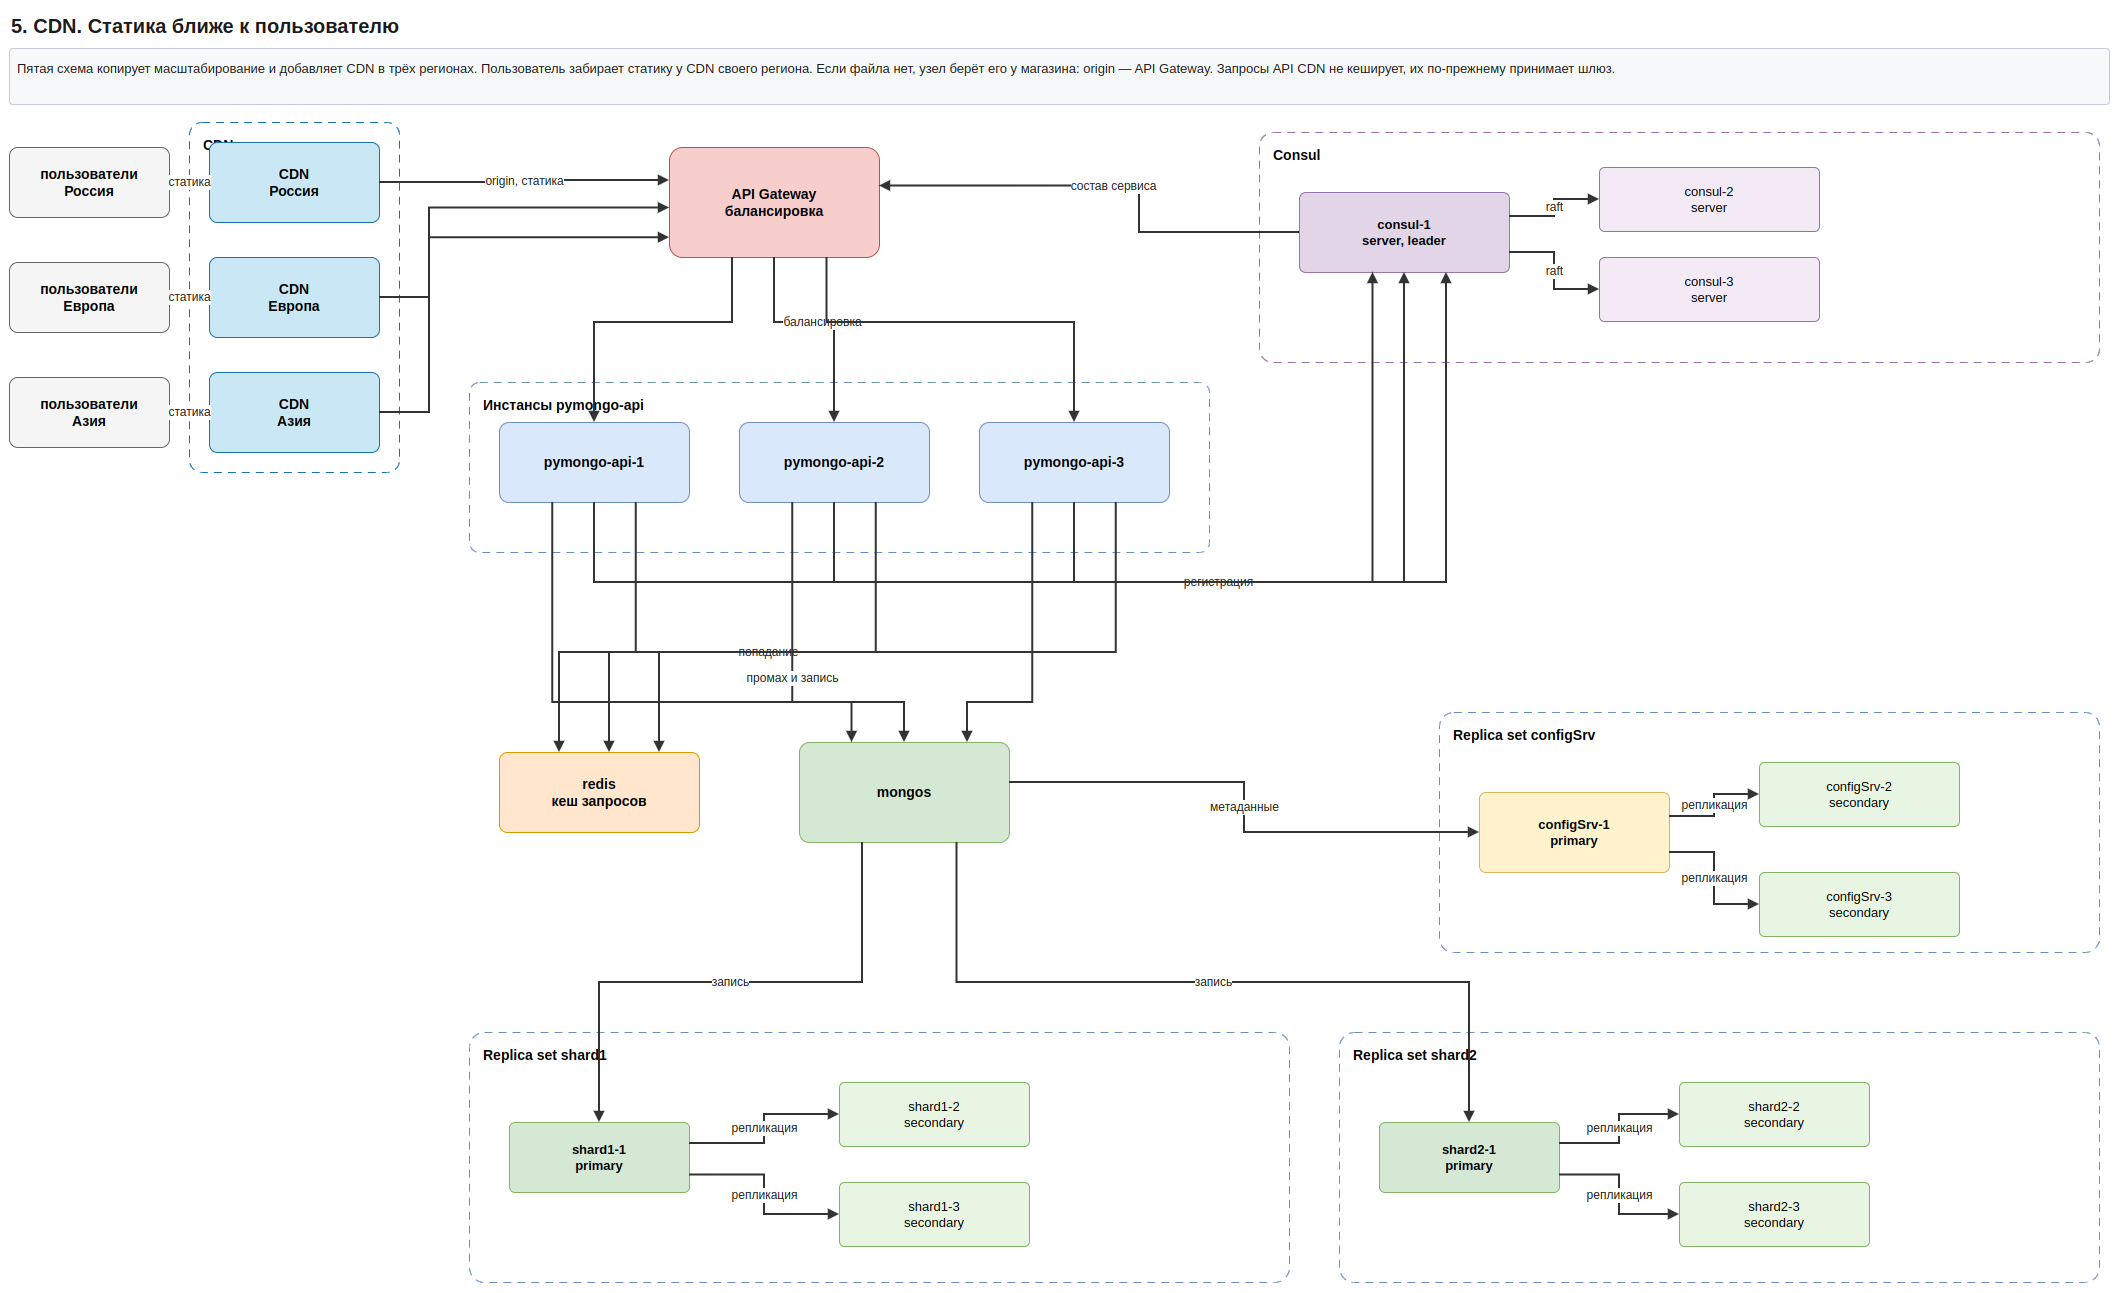 5. CDN. Статика ближе к пользователю
Пятая схема копирует масштабирование и добавляет CDN в трёх регионах. Пользователь забирает статику у CDN своего региона. Если файла нет, узел берёт его у магазина: origin — API Gateway. Запросы API CDN не кеширует, их по-прежнему принимает шлюз.
CDN
пользователи
Россия
статика
CDN
Россия
origin, статика
API Gateway
балансировка
состав сервиса
Consul
consul-1
server, leader
raft
raft
consul-2
server
consul-3
server
пользователи
Европа
статика
CDN
Европа
балансировка
пользователи
Азия
статика
CDN
Азия
Инстансы pymongo-api
pymongo-api-1
pymongo-api-2
pymongo-api-3
регистрация
попадание
промах и запись
redis
кеш запросов
mongos
метаданные
Replica set configSrv
configSrv-1
primary
репликация
репликация
configSrv-2
secondary
configSrv-3
secondary
запись
запись
Replica set shard1
shard1-1
primary
репликация
репликация
shard1-2
secondary
shard1-3
secondary
Replica set shard2
shard2-1
primary
репликация
репликация
shard2-2
secondary
shard2-3
secondary